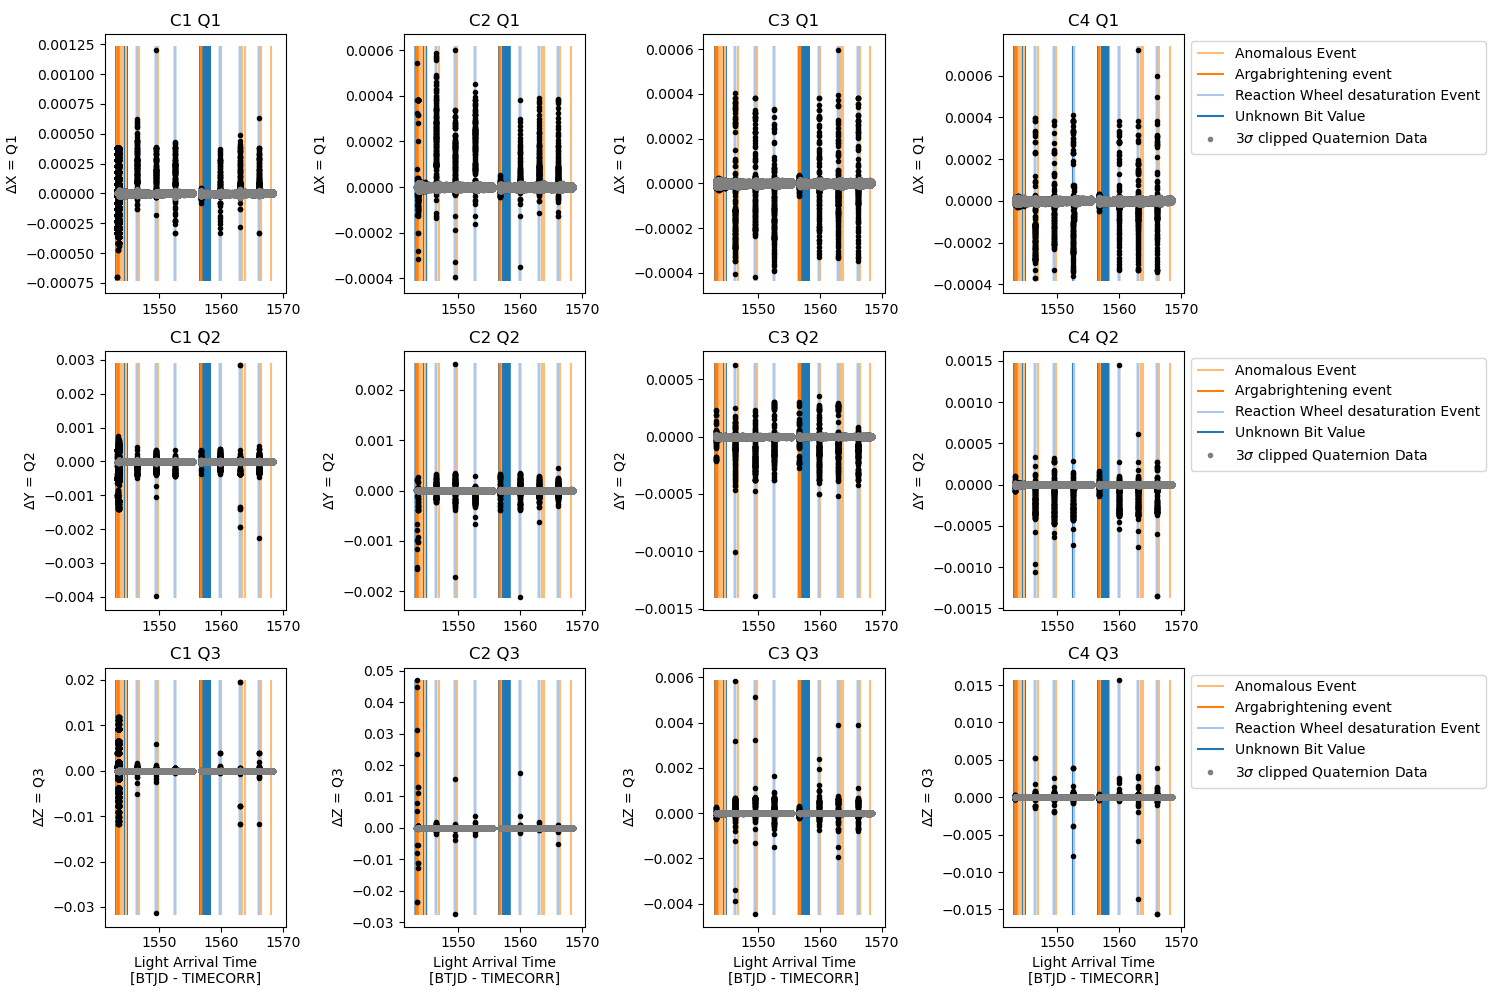 C1 Q1
C2 Q1
C3 Q1
C4 Q1
0.00125
0.00100
0.00075
0.00050
0.00025
0.00000
−0.00025
−0.00050
−0.00075
ΔX = Q1
1550
1560
1570
0.0006
0.0004
0.0002
0.0000
−0.0002
−0.0004
ΔX = Q1
1550
1560
1570
0.0006
0.0004
0.0002
0.0000
−0.0002
−0.0004
ΔX = Q1
1550
1560
1570
0.0006
0.0004
0.0002
0.0000
−0.0002
−0.0004
ΔX = Q1
1550
1560
1570
Anomalous Event
Argabrightening event
Reaction Wheel desaturation Event
Unknown Bit Value
3σ clipped Quaternion Data
C1 Q2
C2 Q2
C3 Q2
C4 Q2
0.003
0.002
0.001
0.000
−0.001
−0.002
−0.003
−0.004
ΔY = Q2
1550
1560
1570
0.002
0.001
0.000
−0.001
−0.002
ΔY = Q2
1550
1560
1570
0.0005
0.0000
−0.0005
−0.0010
−0.0015
ΔY = Q2
1550
1560
1570
0.0015
0.0010
0.0005
0.0000
−0.0005
−0.0010
−0.0015
ΔY = Q2
1550
1560
1570
Anomalous Event
Argabrightening event
Reaction Wheel desaturation Event
Unknown Bit Value
3σ clipped Quaternion Data
C1 Q3
C2 Q3
C3 Q3
C4 Q3
0.02
0.01
0.00
−0.01
−0.02
−0.03
ΔZ = Q3
1550
1560
1570
Light Arrival Time
[BTJD - TIMECORR]
0.05
0.04
0.03
0.02
0.01
0.00
−0.01
−0.02
−0.03
ΔZ = Q3
1550
1560
1570
Light Arrival Time
[BTJD - TIMECORR]
0.006
0.004
0.002
0.000
−0.002
−0.004
ΔZ = Q3
1550
1560
1570
Light Arrival Time
[BTJD - TIMECORR]
0.015
0.010
0.005
0.000
−0.005
−0.010
−0.015
ΔZ = Q3
1550
1560
1570
Light Arrival Time
[BTJD - TIMECORR]
Anomalous Event
Argabrightening event
Reaction Wheel desaturation Event
Unknown Bit Value
3σ clipped Quaternion Data